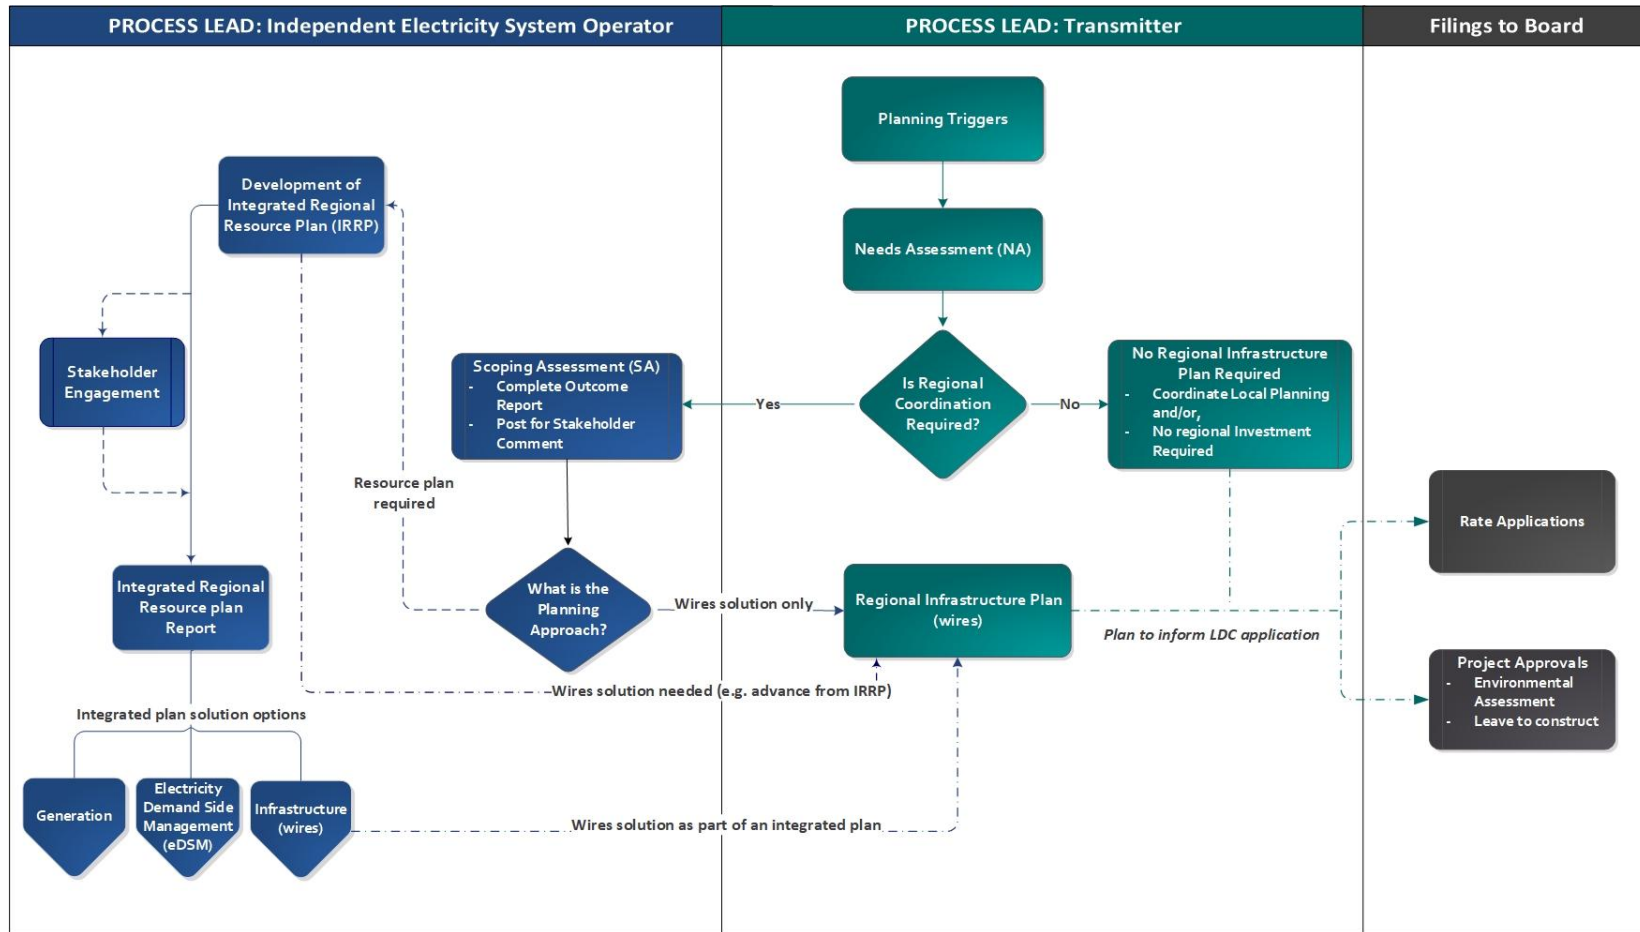 PROCESS LEAD: Independent Electricity System Operator
PROCESS LEAD: Transmitter
Filings to Board
Planning Triggers
Development of
Integrated Regional
Resource Plan (IRRP)
Needs Assessment (NA)
Stakeholder
Engagement
Scoping Assessment (SA)
- Complete Outcome
Report
- Post for Stakeholder
Comment
Yes
Is Regional
Coordination
Required?
No
No Regional Infrastructure
Plan Required
- Coordinate Local Planning
and/or,
- No regional Investment
Required
Resource plan
required
Rate Applications
Integrated Regional
Resource plan
Report
What is the
Planning
Approach?
Wires solution only
Regional Infrastructure Plan
(wires)
Plan to inform LDC application
Project Approvals
- Environmental
Assessment
- Leave to construct
Wires solution needed (e.g. advance from IRRP)
Integrated plan solution options
Generation
Electricity
Demand Side
Management
(eDSM)
Infrastructure
(wires)
Wires solution as part of an integrated plan